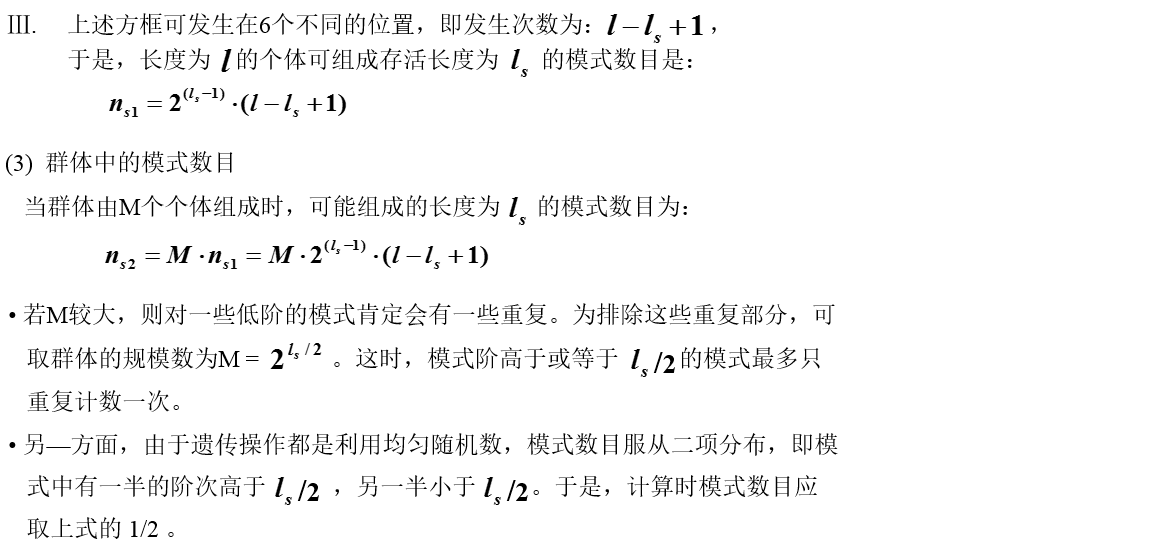 Ⅲ. 上述方框可发生在6个不同的位置，即发生次数为：l－l_s＋1，
于是，长度为 l 的个体可组成存活长度为 l_s 的模式数目是：
n_{s1} = 2^{(l_s－1)}·(l－l_s＋1)
(3) 群体中的模式数目
当群体由M个个体组成时，可能组成的长度为 l_s 的模式数目为：
n_{s2} = M·n_{s1} = M·2^{(l_s－1)}·(l－l_s＋1)
• 若M较大，则对一些低阶的模式肯定会有一些重复。为排除这些重复部分，可
取群体的规模数为M = 2^{l_s/2} 。这时，模式阶高于或等于 l_s/2的模式最多只
重复计数一次。
• 另—方面，由于遗传操作都是利用均匀随机数，模式数目服从二项分布，即模
式中有一半的阶次高于 l_s/2 ，另一半小于 l_s/2。于是，计算时模式数目应
取上式的 1/2 。